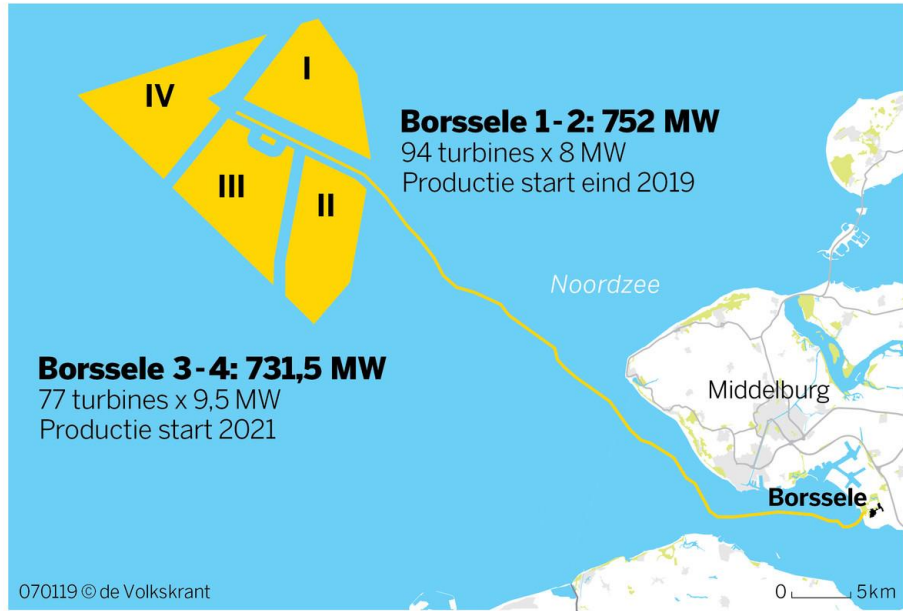 I
IV
III
II
Borssele 1-2: 752 MW
94 turbines x 8 MW
Productie start eind 2019
Noordzee
Borssele 3-4: 731,5 MW
77 turbines x 9,5 MW
Productie start 2021
Middelburg
Borssele
070119 © de Volkskrant
0 5km